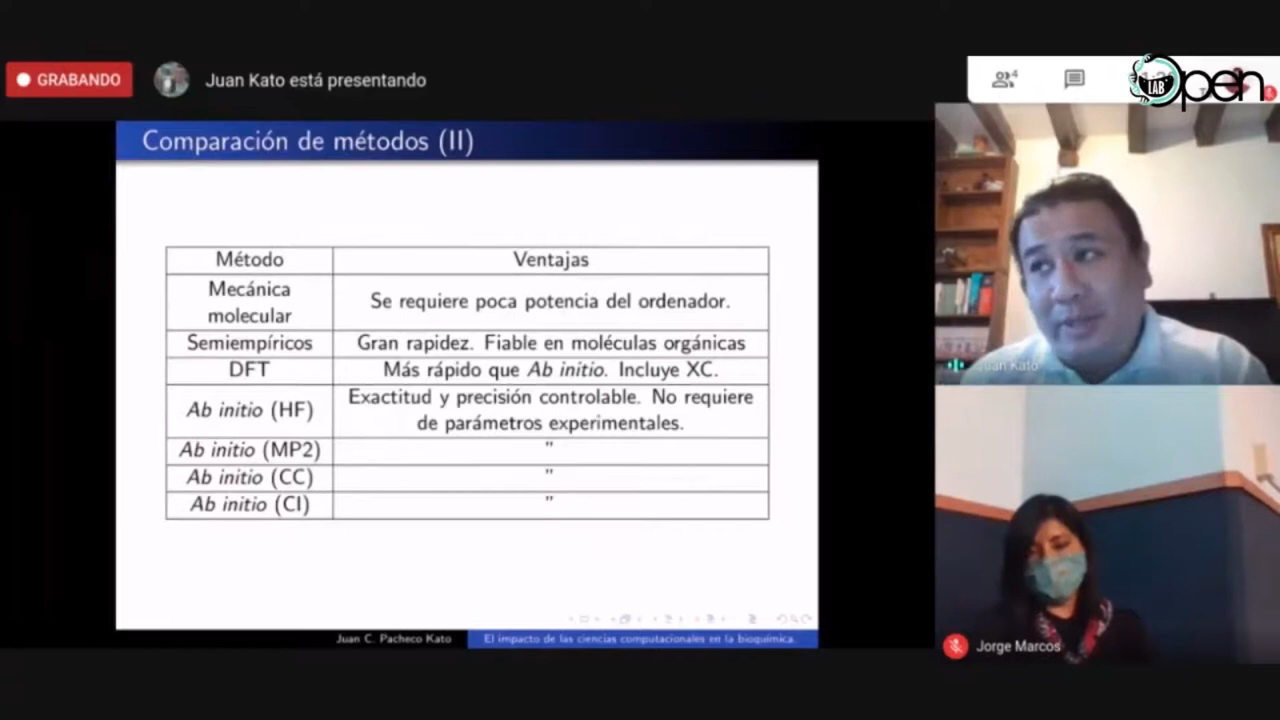 GRABANDO
Juan Kato está presentando
4
Open
LAB
Comparación de métodos (II)
Método Ventajas
Mecánica
molecular
Se requiere poca potencia del ordenador.
Semiempíricos Gran rapidez. Fiable en moléculas orgánicas
DFT Más rápido que Ab initio. Incluye XC.
Ab initio (HF)
Exactitud y precisión controlable. No requiere
de parámetros experimentales.
Ab initio (MP2) "
Ab initio (CC) "
Ab initio (CI) "
Juan C. Pacheco Kato
El impacto de las ciencias computacionales en la bioquímica.
Juan Kato
Jorge Marcos